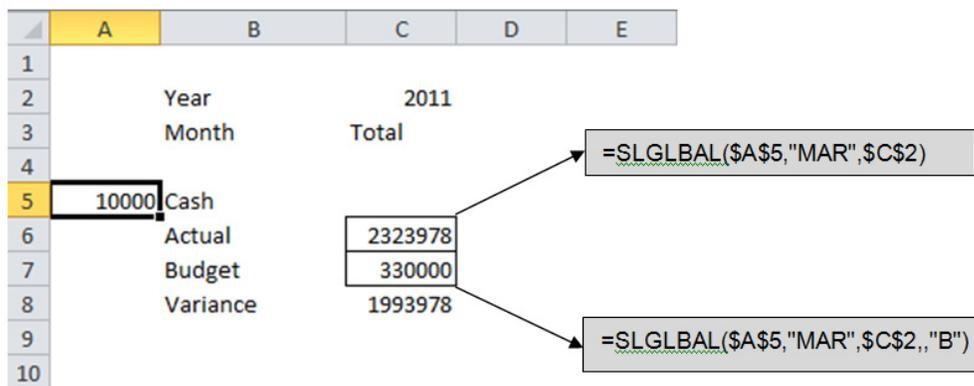 A B C D E
1
2 Year 2011
3 Month Total
=SLGLBAL($A$5,"MAR",$C$2)
4
5 10000 Cash
6 Actual 2323978
7 Budget 330000
8 Variance 1993978
9
=SLGLBAL($A$5,"MAR",$C$2,,"B")
10